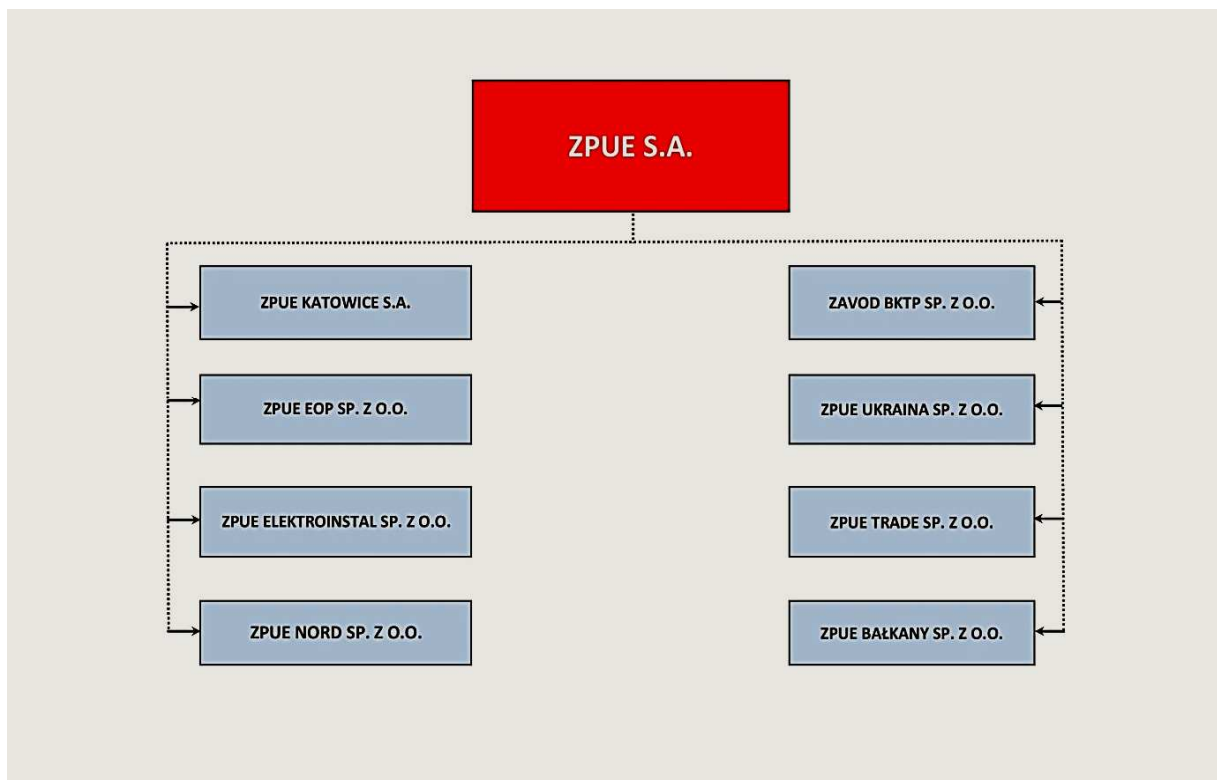 ZPUE S.A.
ZPUE KATOWICE S.A.
ZPUE EOP SP. Z O.O.
ZPUE ELEKTROINSTAL SP. Z O.O.
ZPUE NORD SP. Z O.O.
ZAVOD BKTP SP. Z O.O.
ZPUE UKRAINA SP. Z O.O.
ZPUE TRADE SP. Z O.O.
ZPUE BAŁKANY SP. Z O.O.